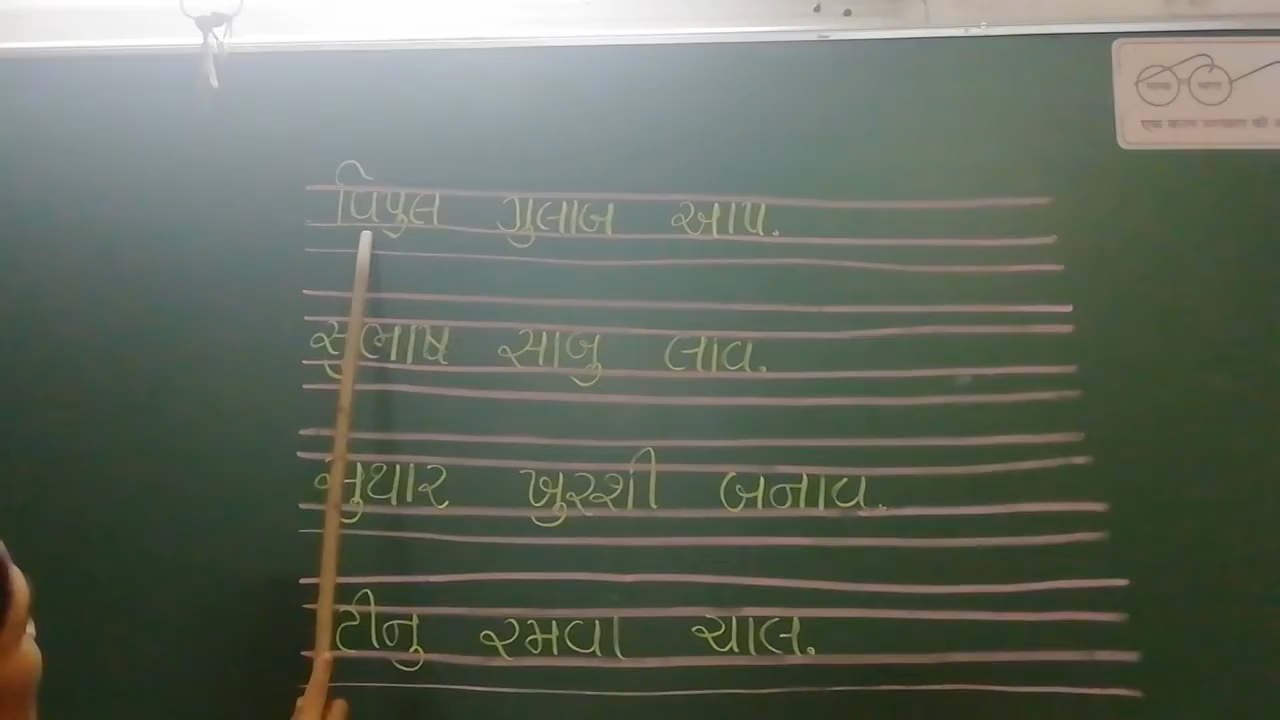 વિપુલ ગુલાબ આપ.
સુભાષ સાબુ લાવ.
સુથાર ખુરશી બનાવ.
ટીનુ રમવા ચાલ.